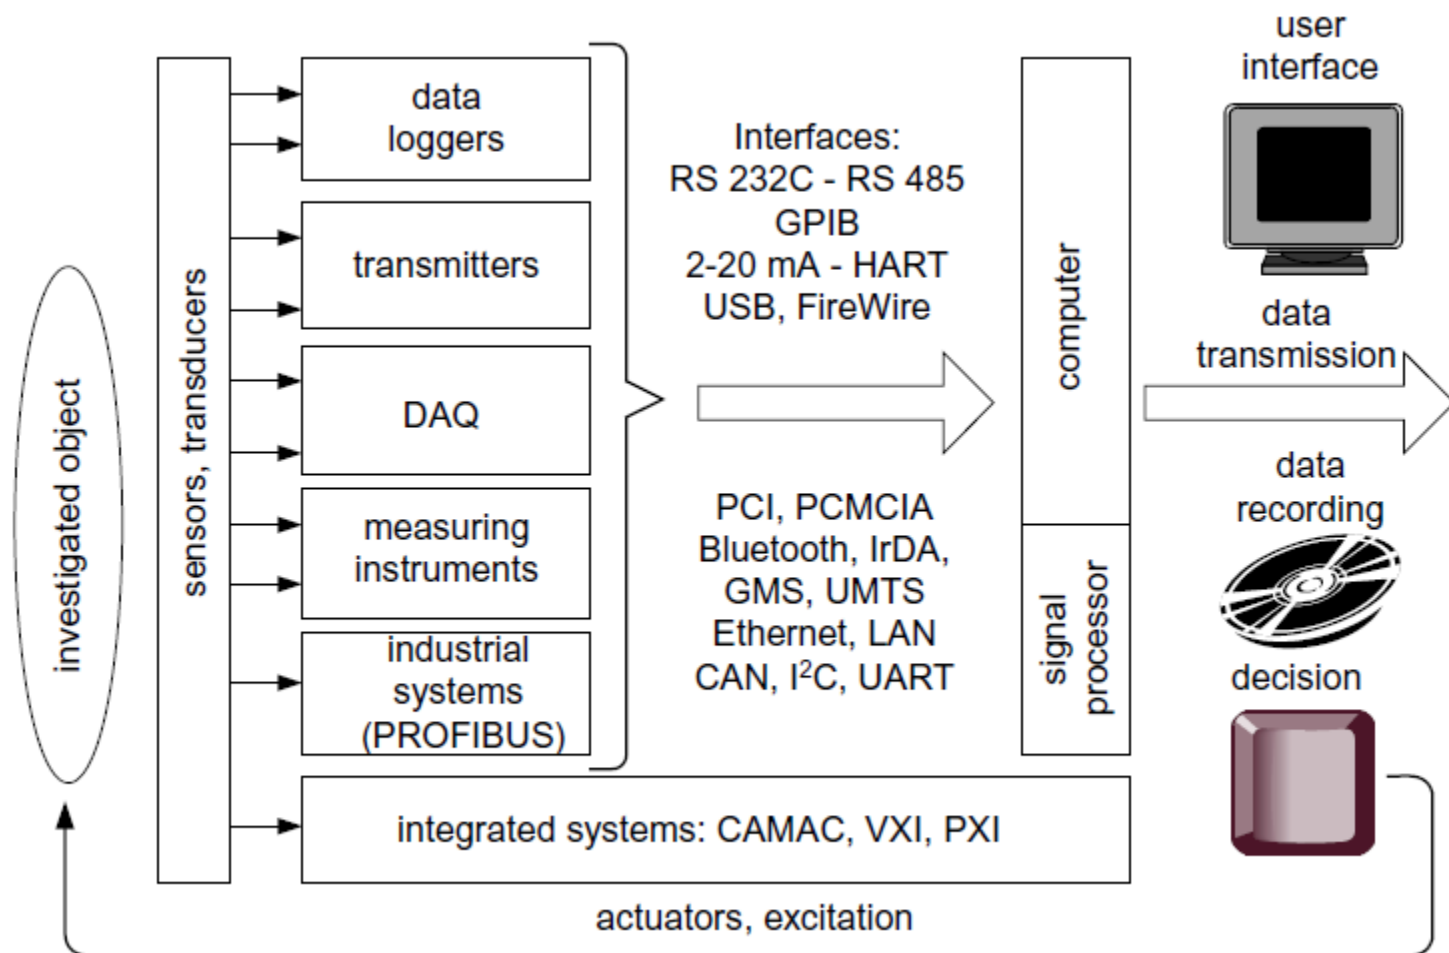 investigated object
sensors, transducers
data
loggers
transmitters
DAQ
measuring
instruments
industrial
systems
(PROFIBUS)
integrated systems: CAMAC, VXI, PXI
Interfaces:
RS 232C - RS 485
GPIB
2-20 mA - HART
USB, FireWire
PCI, PCMCIA
Bluetooth, IrDA,
GMS, UMTS
Ethernet, LAN
CAN, I²C, UART
computer
signal
processor
user
interface
data
transmission
data
recording
decision
actuators, excitation